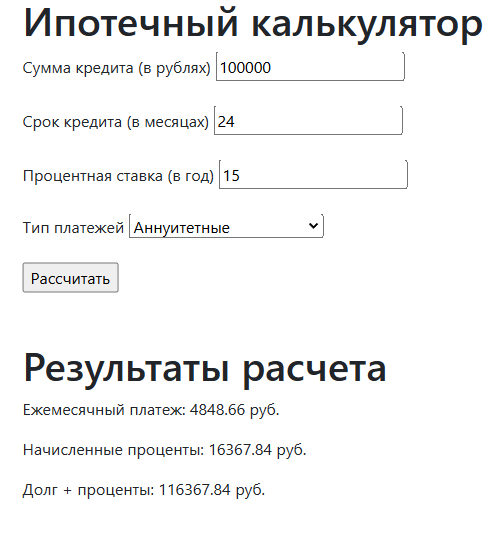 Ипотечный калькулятор
Сумма кредита (в рублях) 100000
Срок кредита (в месяцах) 24
Процентная ставка (в год) 15
Тип платежей Аннуитетные
Рассчитать
Результаты расчета
Ежемесячный платеж: 4848.66 руб.
Начисленные проценты: 16367.84 руб.
Долг + проценты: 116367.84 руб.